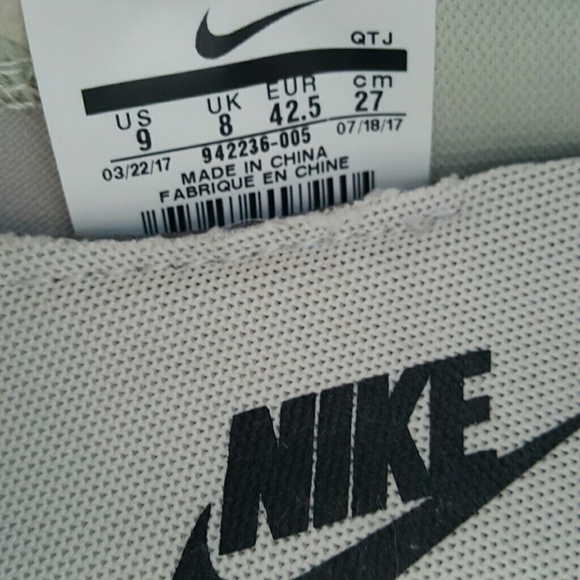 QTJ
US UK EUR cm
9 8 42.5 27
03/22/17 942236-005 07/18/17
MADE IN CHINA
FABRIQUE EN CHINE
NIKE